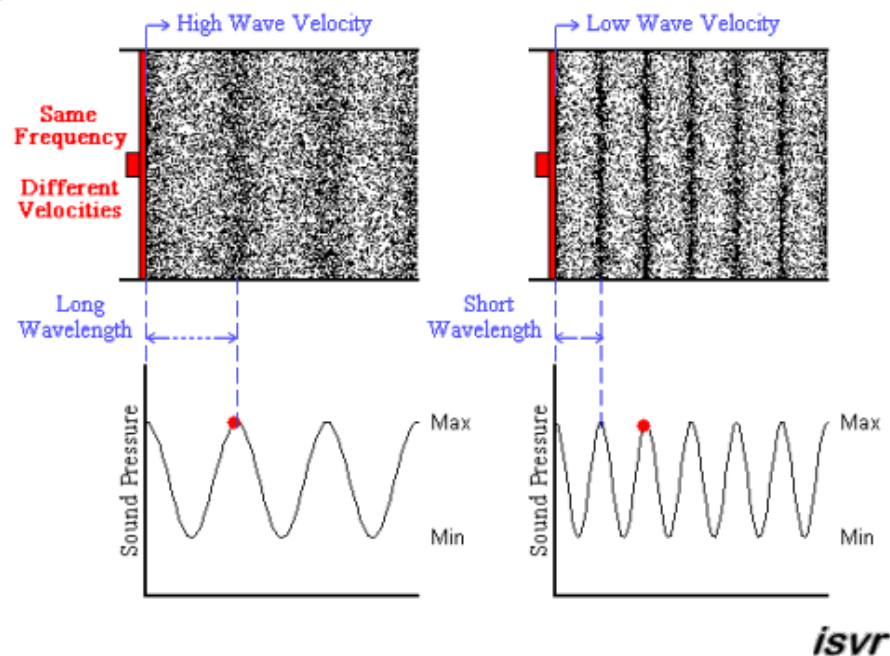 High Wave Velocity
Low Wave Velocity
Same
Frequency
Different
Velocities
Long
Wavelength
Short
Wavelength
Sound Pressure
Max
Min
Sound Pressure
Max
Min
isvr